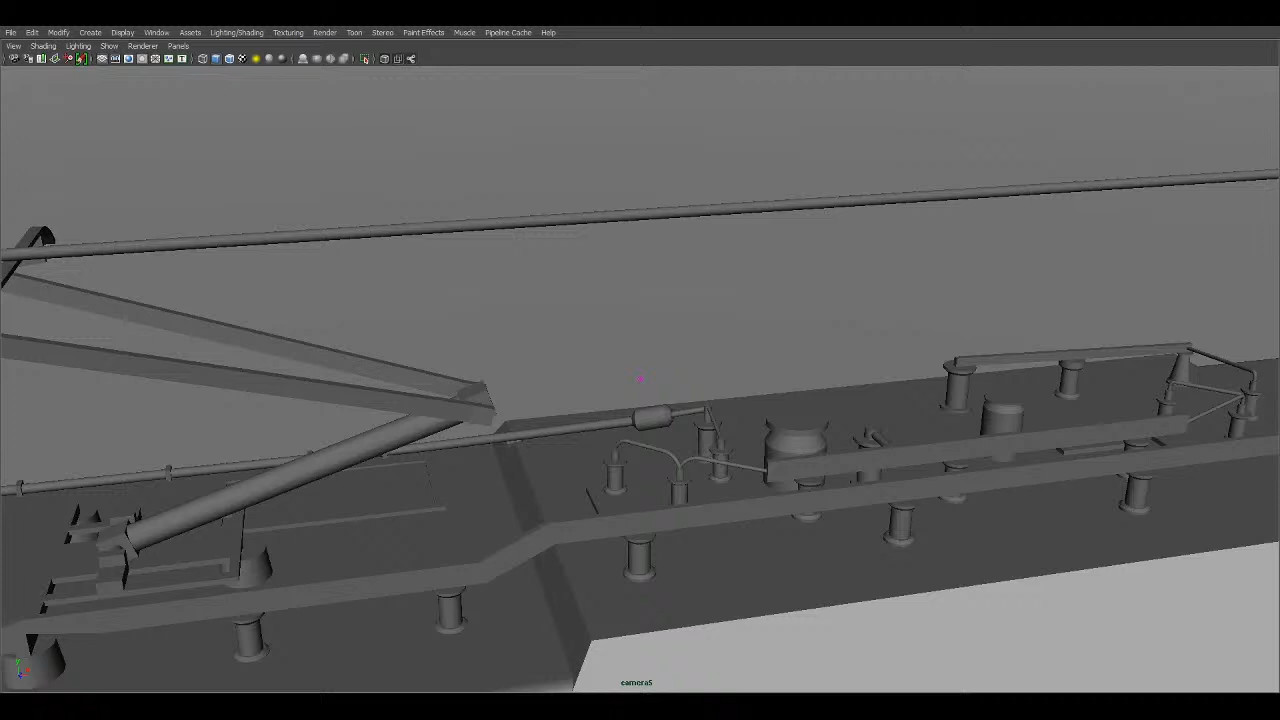 File Edit Modify Create Display Window Assets Lighting/Shading Texturing Render Toon Stereo Paint Effects Muscle Pipeline Cache Help
View Shading Lighting Show Renderer Panels
camera5